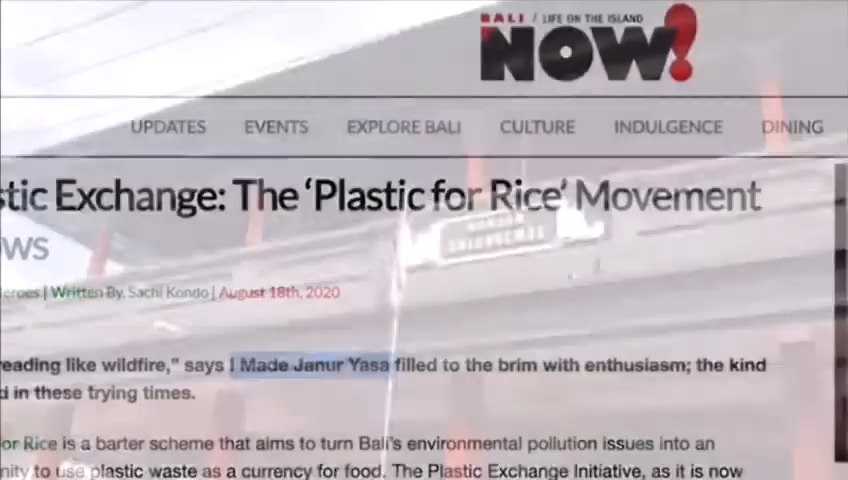 BALI / LIFE ON THE ISLAND
NOW!
UPDATES EVENTS EXPLORE BALI CULTURE INDULGENCE DINING
stic Exchange: The ‘Plastic for Rice’ Movement
ows
Heroes | Written By. Sachi Kondo | August 18th, 2020
reading like wildfire," says I Made Janur Yasa filled to the brim with enthusiasm; the kind
d in these trying times.
or Rice is a barter scheme that aims to turn Bali's environmental pollution issues into an
nity to use plastic waste as a currency for food. The Plastic Exchange Initiative, as it is now